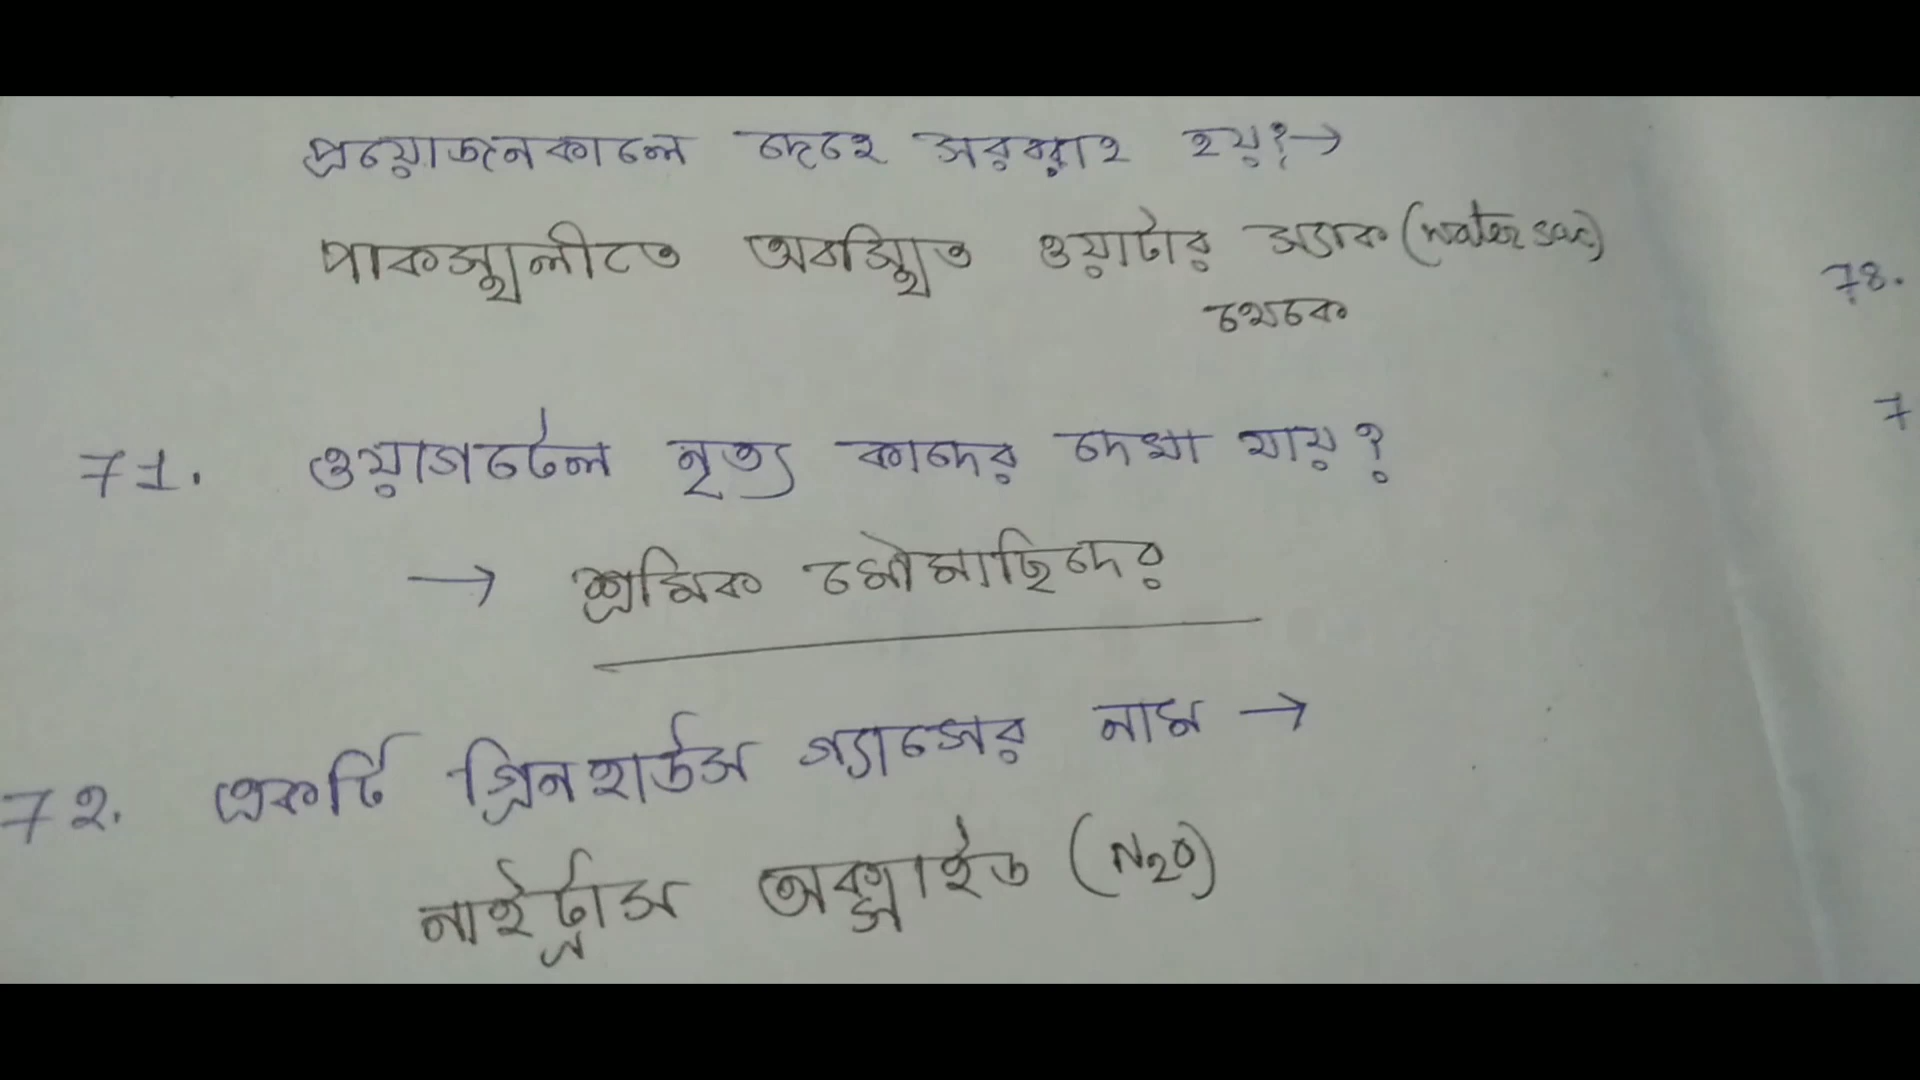 প্রয়োজনকালে দেহে সরবরাহ হয়?→
পাকস্থলীতে অবস্থিত ওয়াটার স্যাক (water sac)
থেকে
71. ওয়াগটেল নৃত্য কাদের দেখা যায়?
→ শ্রমিক মৌমাছিদের
72. একটি গ্রিনহাউস গ্যাসের নাম →
নাইট্রাস অক্সাইড (N2O)
78.
7